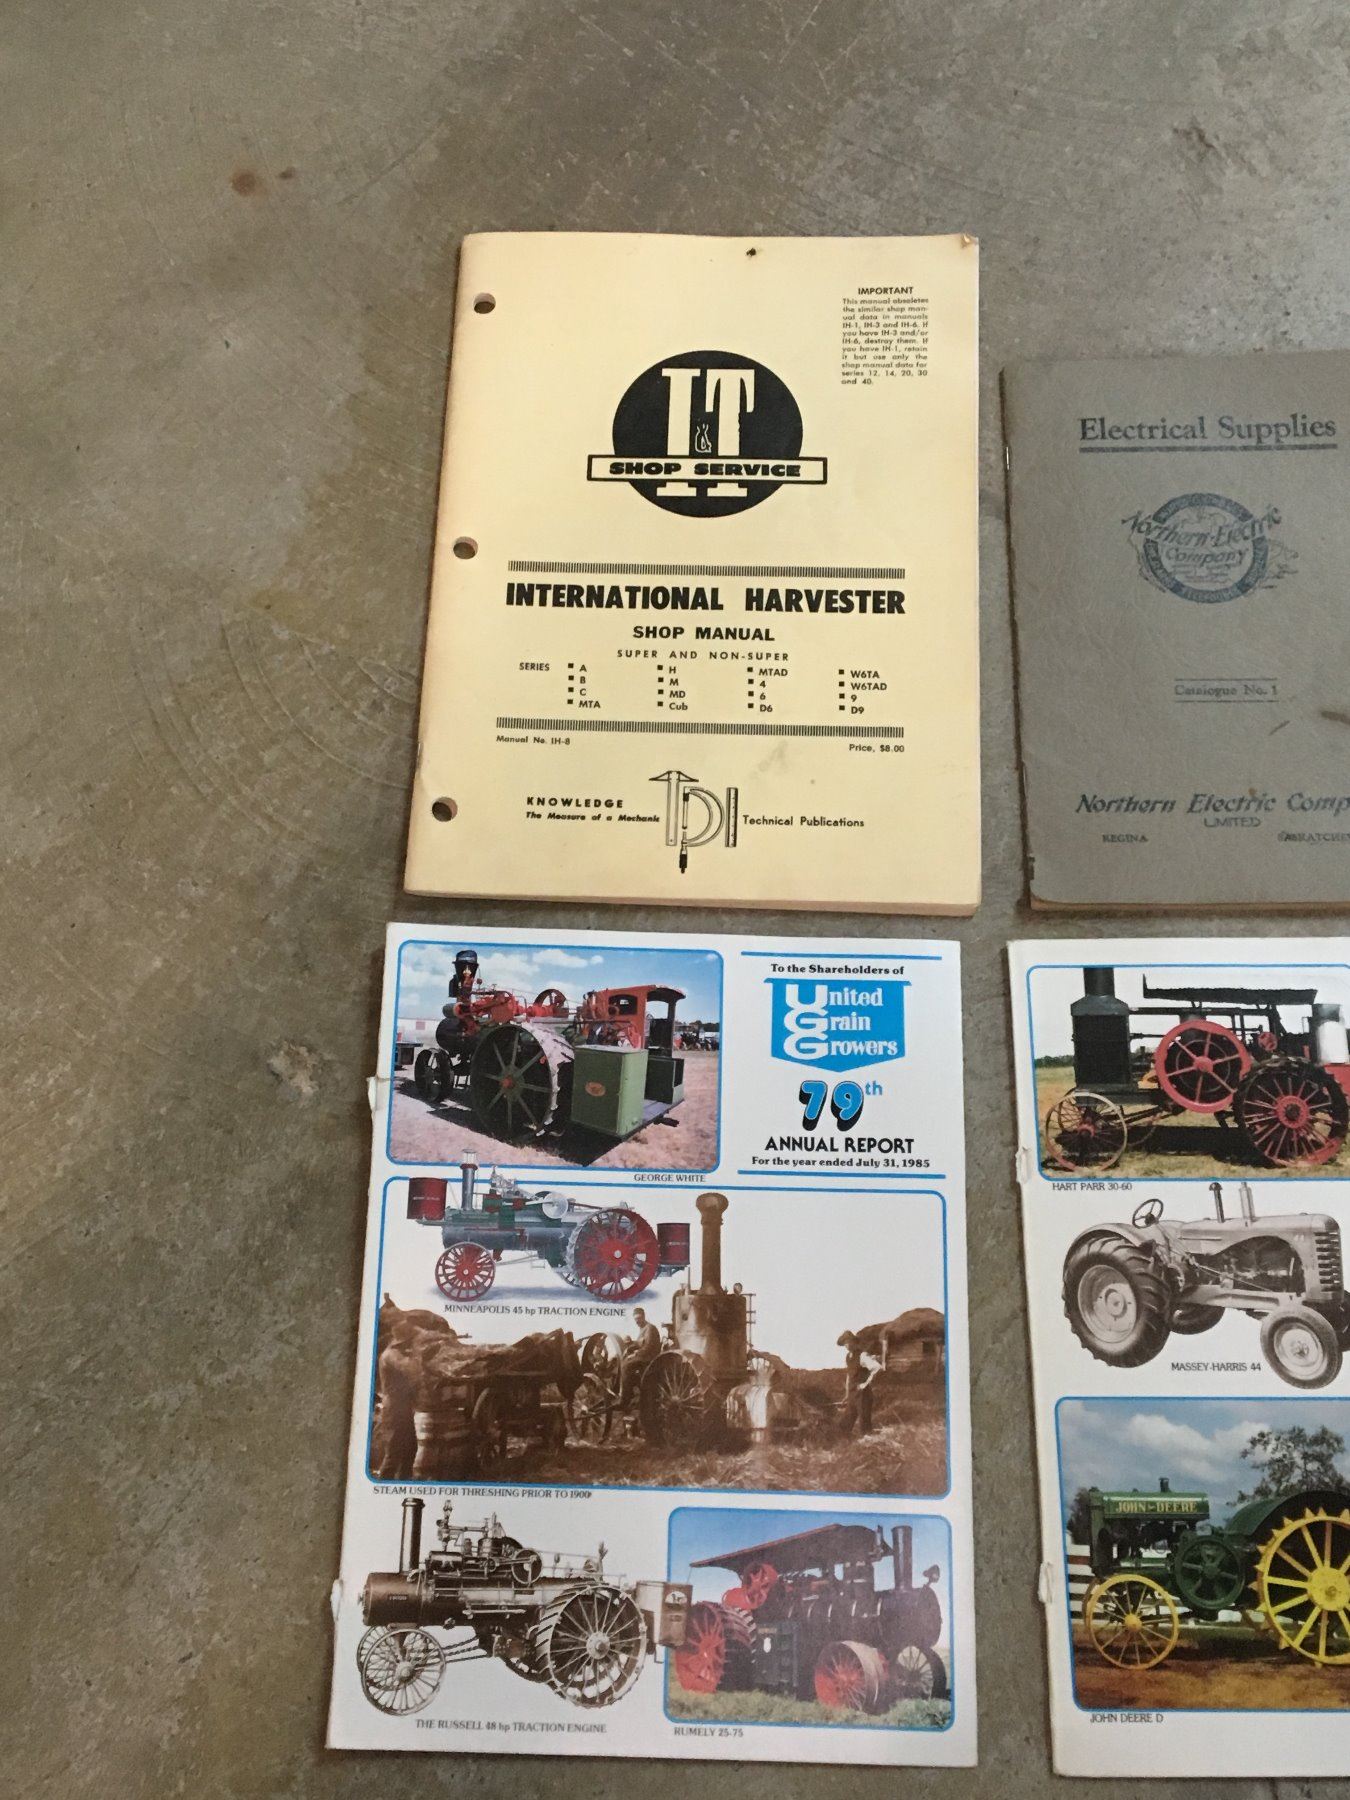 IMPORTANT
This manual obsoletes
the similar shop man-
ual data in manuals
IH-1, IH-3 and IH-6. If
you have IH-3 and/or
IH-6, destroy them. If
you have IH-1, retain
it but use only the
shop manual data for
series 12, 14, 20, 30
and 40.
I&T
SHOP SERVICE
INTERNATIONAL HARVESTER
SHOP MANUAL
SUPER AND NON-SUPER
SERIES ▪ A ▪ H ▪ MTAD ▪ W6TA
▪ B ▪ M ▪ 4 ▪ W6TAD
▪ C ▪ MD ▪ 6 ▪ 9
▪ MTA ▪ Cub ▪ D6 ▪ D9
Manual No. IH-8 Price, $8.00
KNOWLEDGE
The Measure of a Mechanic
TPI Technical Publications
Electrical Supplies
Northern Electric
Company
Catalogue No. 1
Northern Electric Comp
LIMITED
REGINA SASKATCHE
To the Shareholders of
United
Grain
Growers
79th
ANNUAL REPORT
For the year ended July 31, 1985
GEORGE WHITE
MINNEAPOLIS 45 hp TRACTION ENGINE
STEAM USED FOR THRESHING PRIOR TO 1900
THE RUSSELL 48 hp TRACTION ENGINE
RUMELY 25-75
HART PARR 30-60
MASSEY-HARRIS 44
JOHN DEERE
JOHN DEERE D